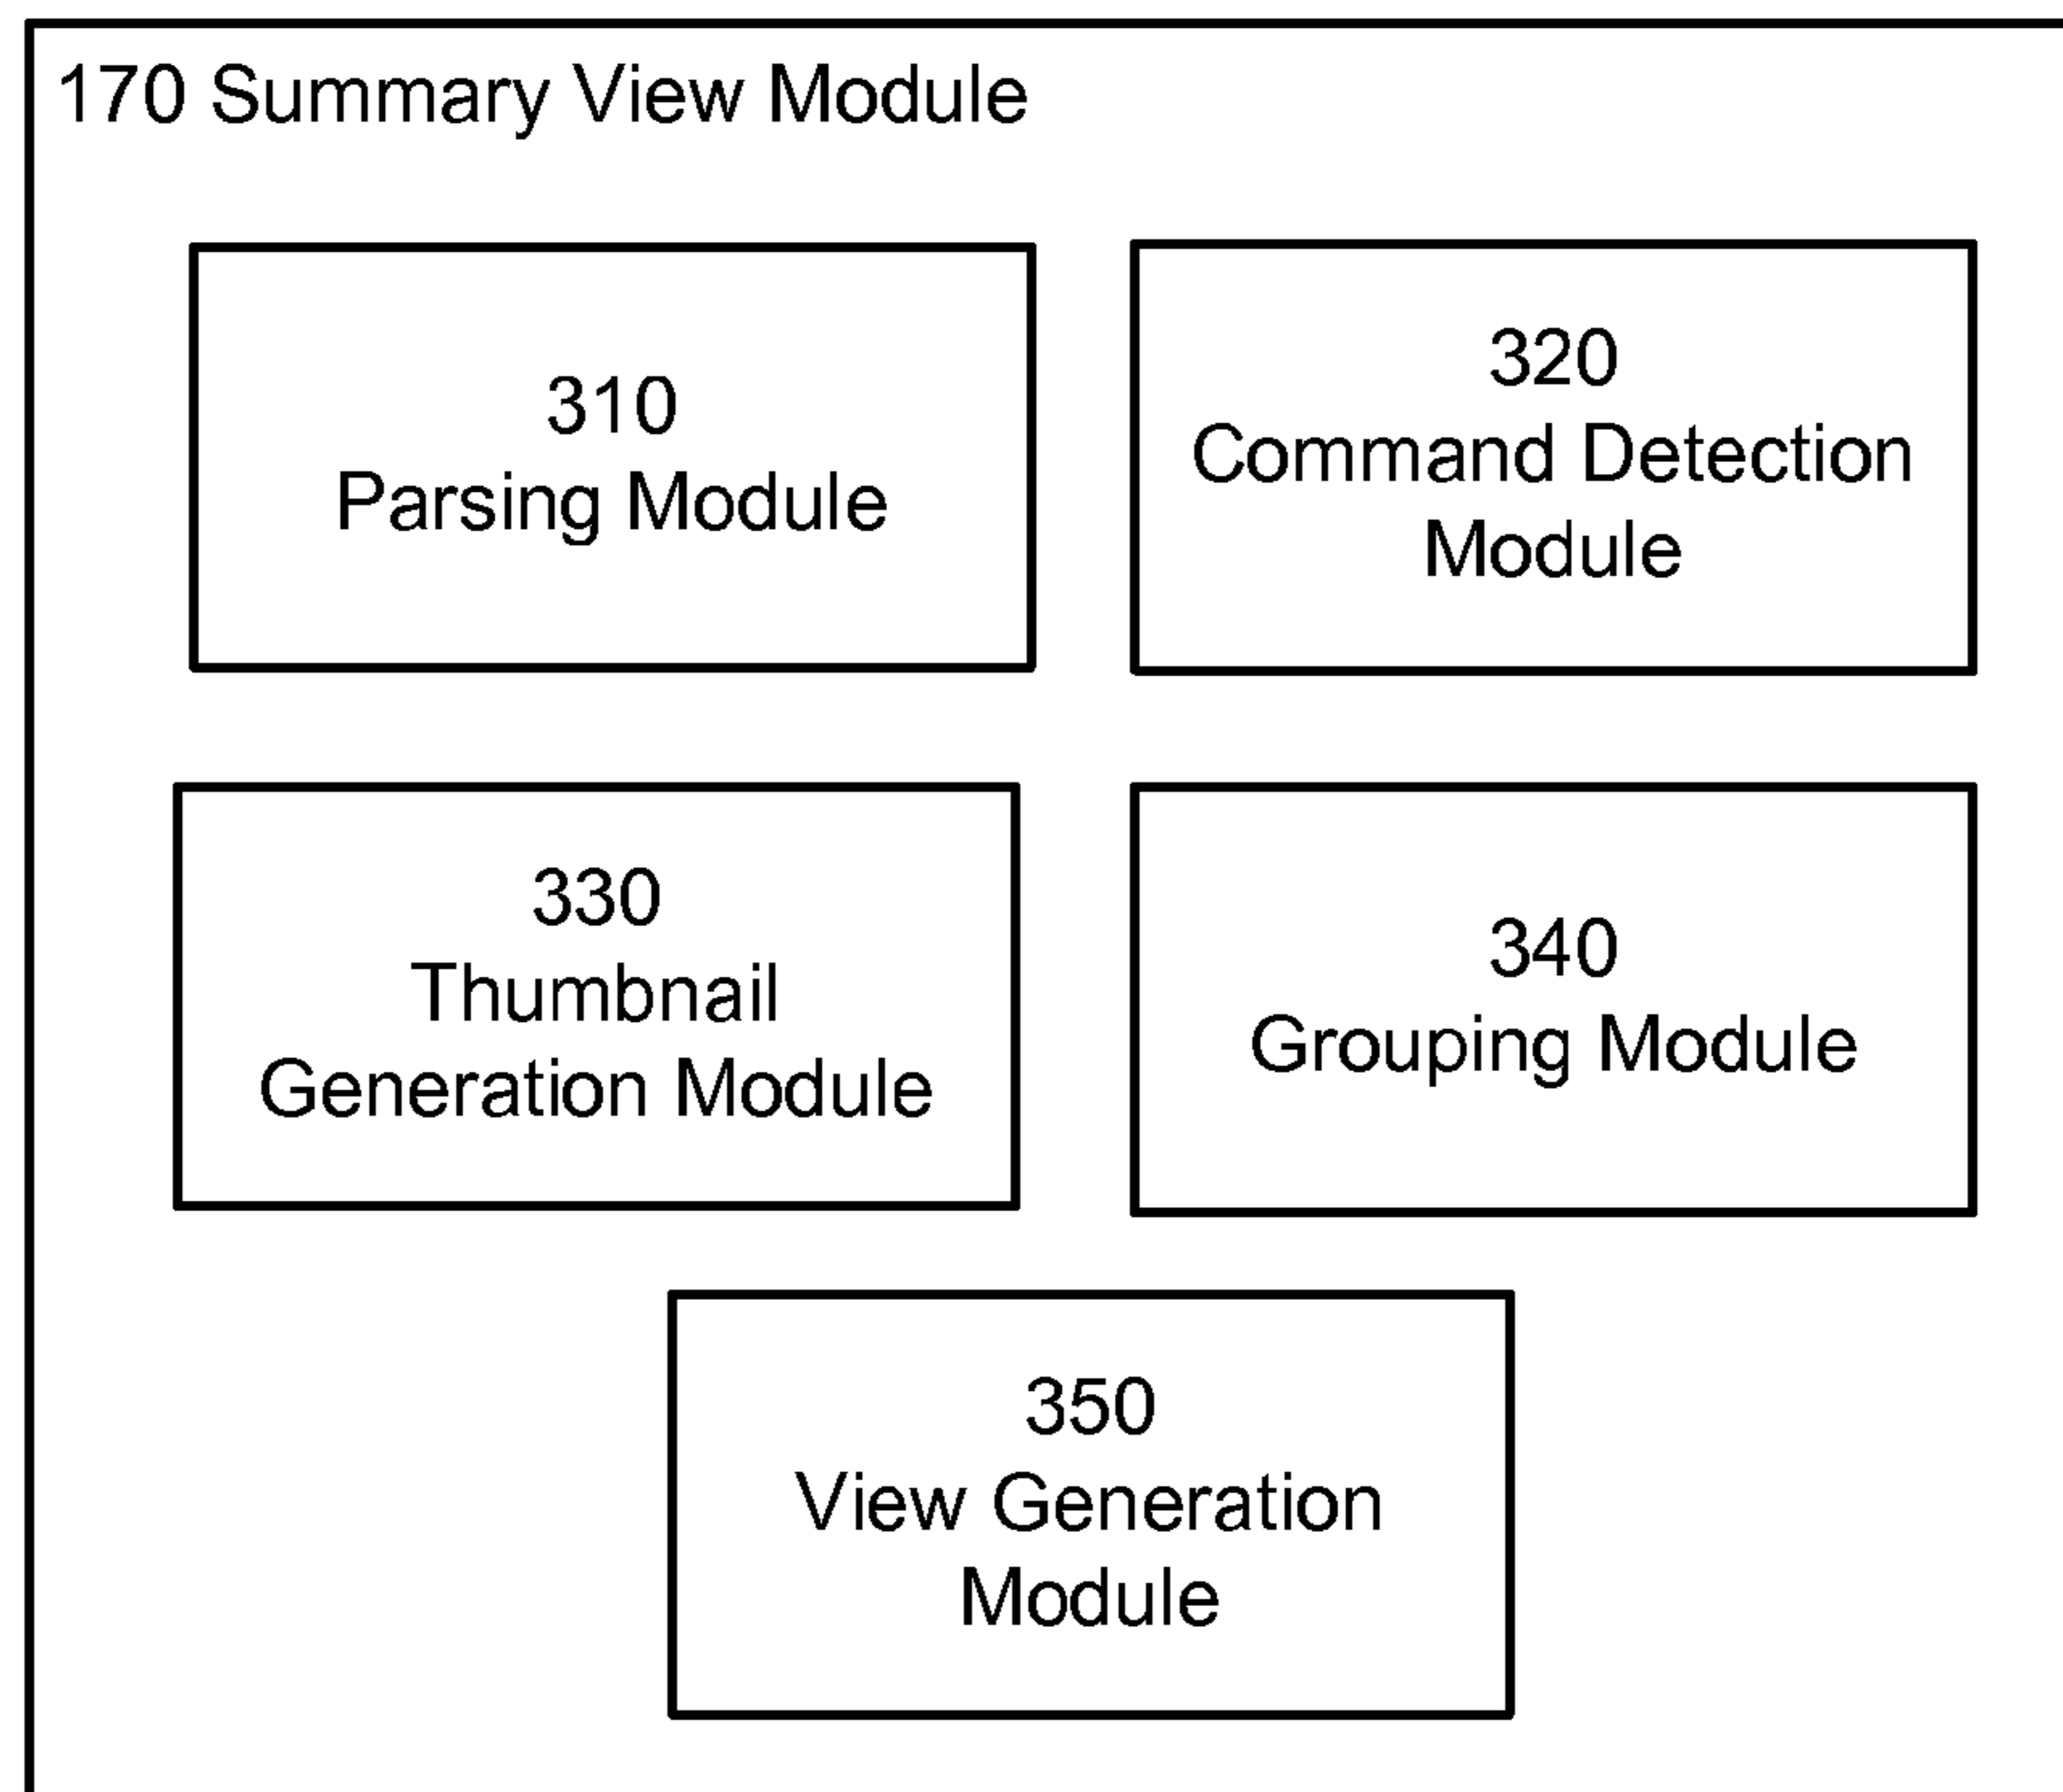 170 Summary View Module
310
Parsing Module
320
Command Detection
Module
330
Thumbnail
Generation Module
340
Grouping Module
350
View Generation
Module